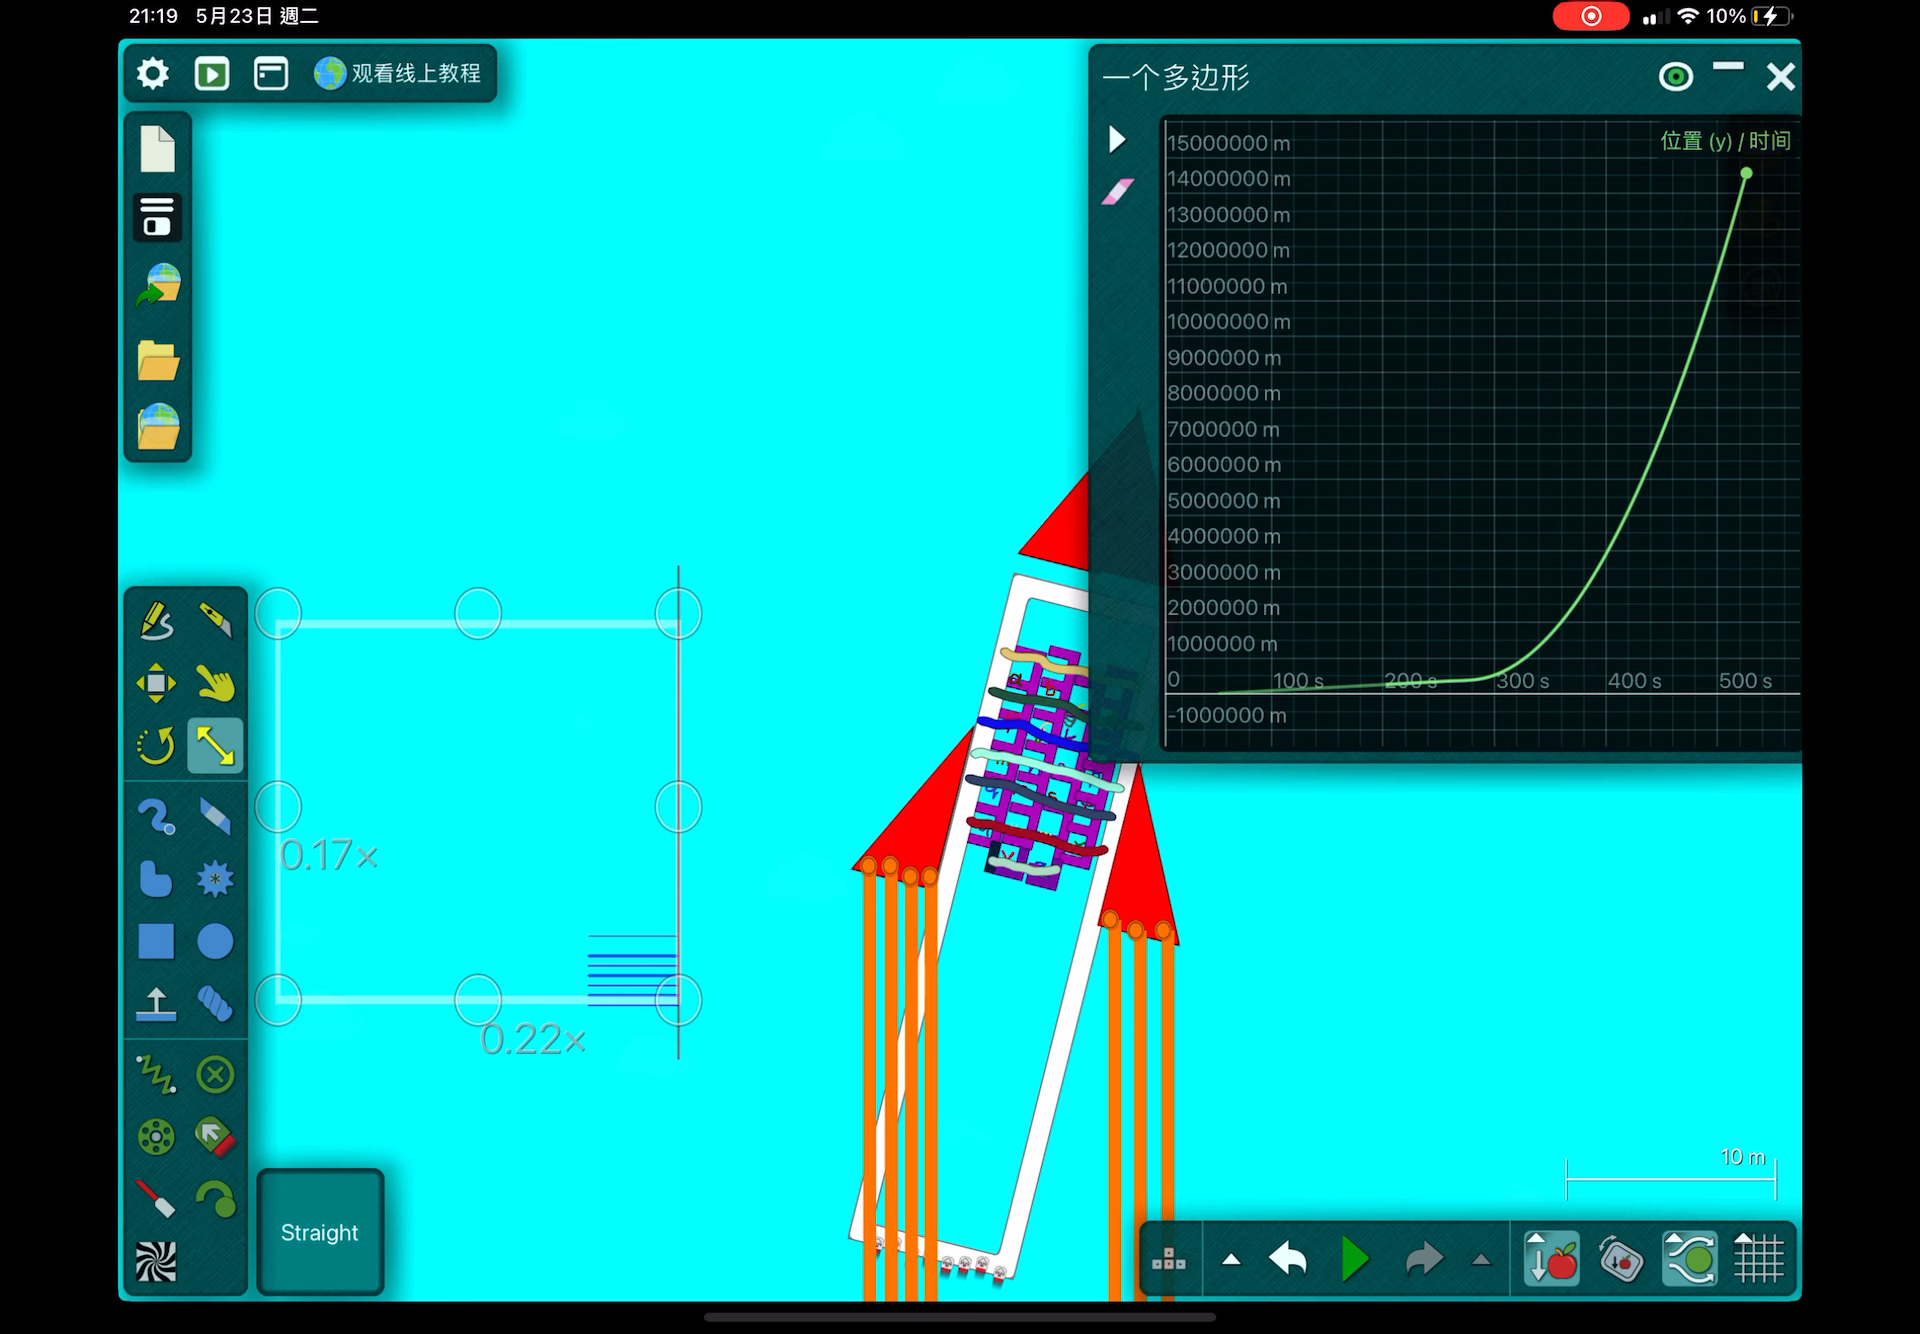 21:19 5月23日 週二
10%
观看线上教程
一个多边形
位置 (y) / 时间
15000000 m
14000000 m
13000000 m
12000000 m
11000000 m
10000000 m
9000000 m
8000000 m
7000000 m
6000000 m
5000000 m
4000000 m
3000000 m
2000000 m
1000000 m
0 100 s 200 s 300 s 400 s 500 s
-1000000 m
0.17×
0.22×
10 m
Straight